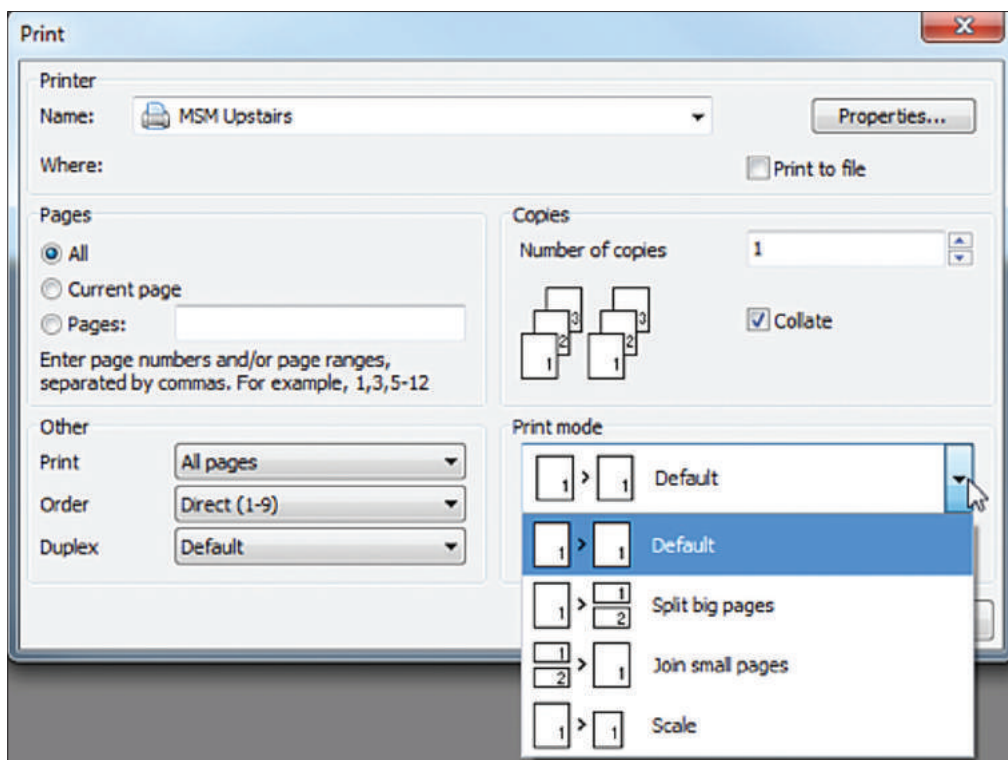 Print
Printer
Name: MSM Upstairs Properties...
Where: Print to file
Pages
All
Current page
Pages:
Enter page numbers and/or page ranges,
separated by commas. For example, 1,3,5-12
Copies
Number of copies 1
3 3
2 2
1 1
Collate
Other
Print All pages
Order Direct (1-9)
Duplex Default
Print mode
1 > 1 Default
1 > 1 Default
1 > 1 2 Split big pages
1 2 > 1 Join small pages
1 > 1 Scale